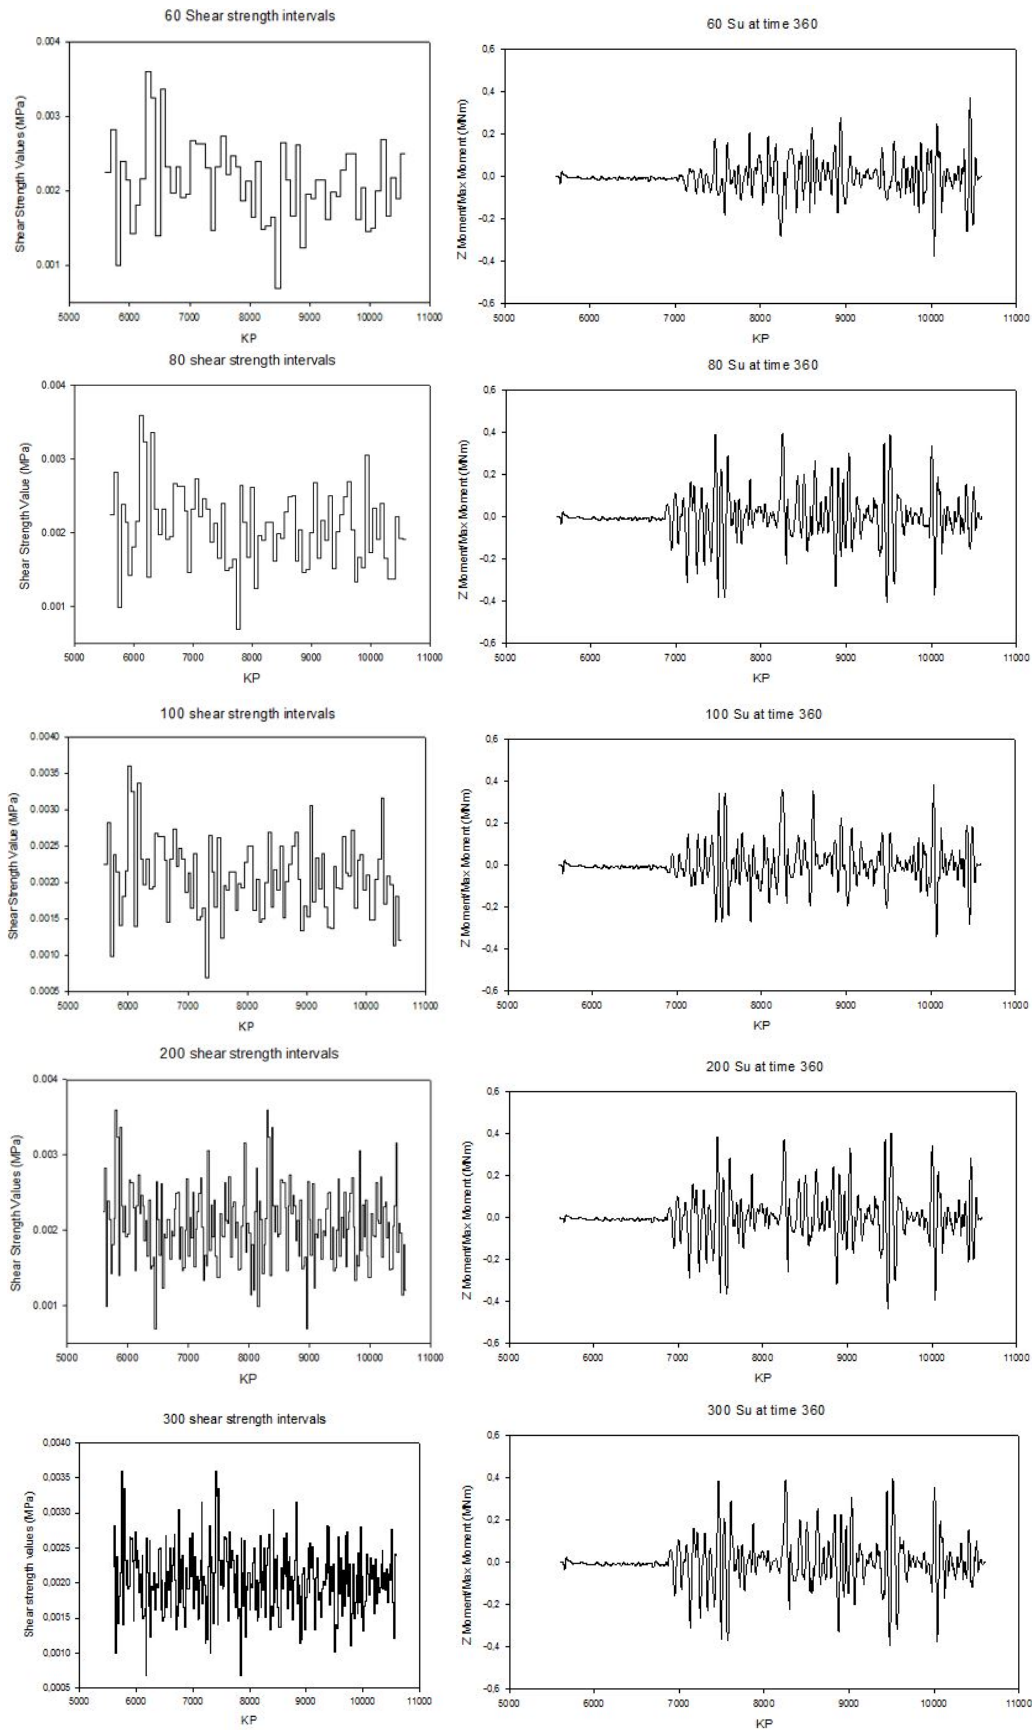 60 Shear strength intervals
Shear Strength Values (MPa)
0.004
0.003
0.002
0.001
5000 6000 7000 8000 9000 10000 11000
KP
60 Su at time 360
Z Moment/Max Moment (MNm)
0,6
0,4
0,2
0,0
-0,2
-0,4
-0,6
5000 6000 7000 8000 9000 10000 11000
KP
80 shear strength intervals
Shear Strength Value (MPa)
0.004
0.003
0.002
0.001
5000 6000 7000 8000 9000 10000 11000
KP
80 Su at time 360
Z Moment/Max Moment (MNm)
0,6
0,4
0,2
0,0
-0,2
-0,4
-0,6
5000 6000 7000 8000 9000 10000 11000
KP
100 shear strength intervals
Shear Strength Value (MPa)
0.0040
0.0035
0.0030
0.0025
0.0020
0.0015
0.0010
0.0005
5000 6000 7000 8000 9000 10000 11000
KP
100 Su at time 360
Z Moment/Max Moment (MNm)
0,6
0,4
0,2
0,0
-0,2
-0,4
-0,6
5000 6000 7000 8000 9000 10000 11000
KP
200 shear strength intervals
Shear Strength Values (MPa)
0.004
0.003
0.002
0.001
5000 6000 7000 8000 9000 10000 11000
KP
200 Su at time 360
Z Moment/Max Moment (MNm)
0,6
0,4
0,2
0,0
-0,2
-0,4
-0,6
5000 6000 7000 8000 9000 10000 11000
KP
300 shear strength intervals
Shear strength values (MPa)
0,0040
0,0035
0,0030
0,0025
0,0020
0,0015
0,0010
0,0005
5000 6000 7000 8000 9000 10000 11000
KP
300 Su at time 360
Z Moment/Max Moment (MNm)
0,6
0,4
0,2
0,0
-0,2
-0,4
-0,6
5000 6000 7000 8000 9000 10000 11000
KP